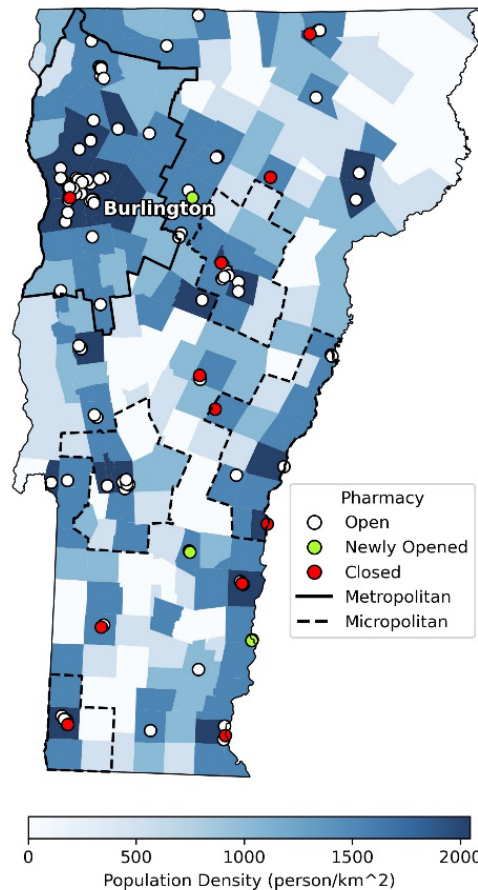 Burlington
Pharmacy
Open
Newly Opened
Closed
Metropolitan
Micropolitan
0 500 1000 1500 2000
Population Density (person/km^2)